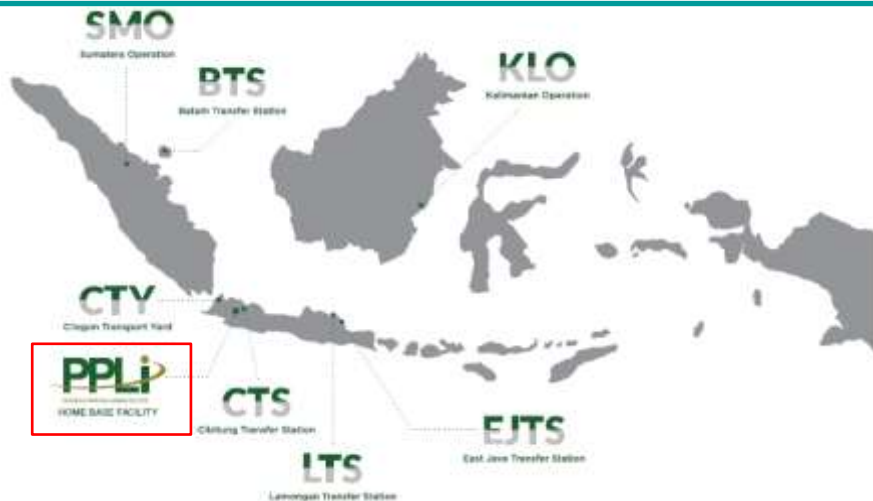 SMO
Sumatera Operation
BTS
Batam Transfer Station
KLO
Kalimantan Operation
CTY
Cilegon Transport Yard
PPLi
HOME BASE FACILITY
CTS
Cibitung Transfer Station
EJTS
East Java Transfer Station
LTS
Lamongan Transfer Station